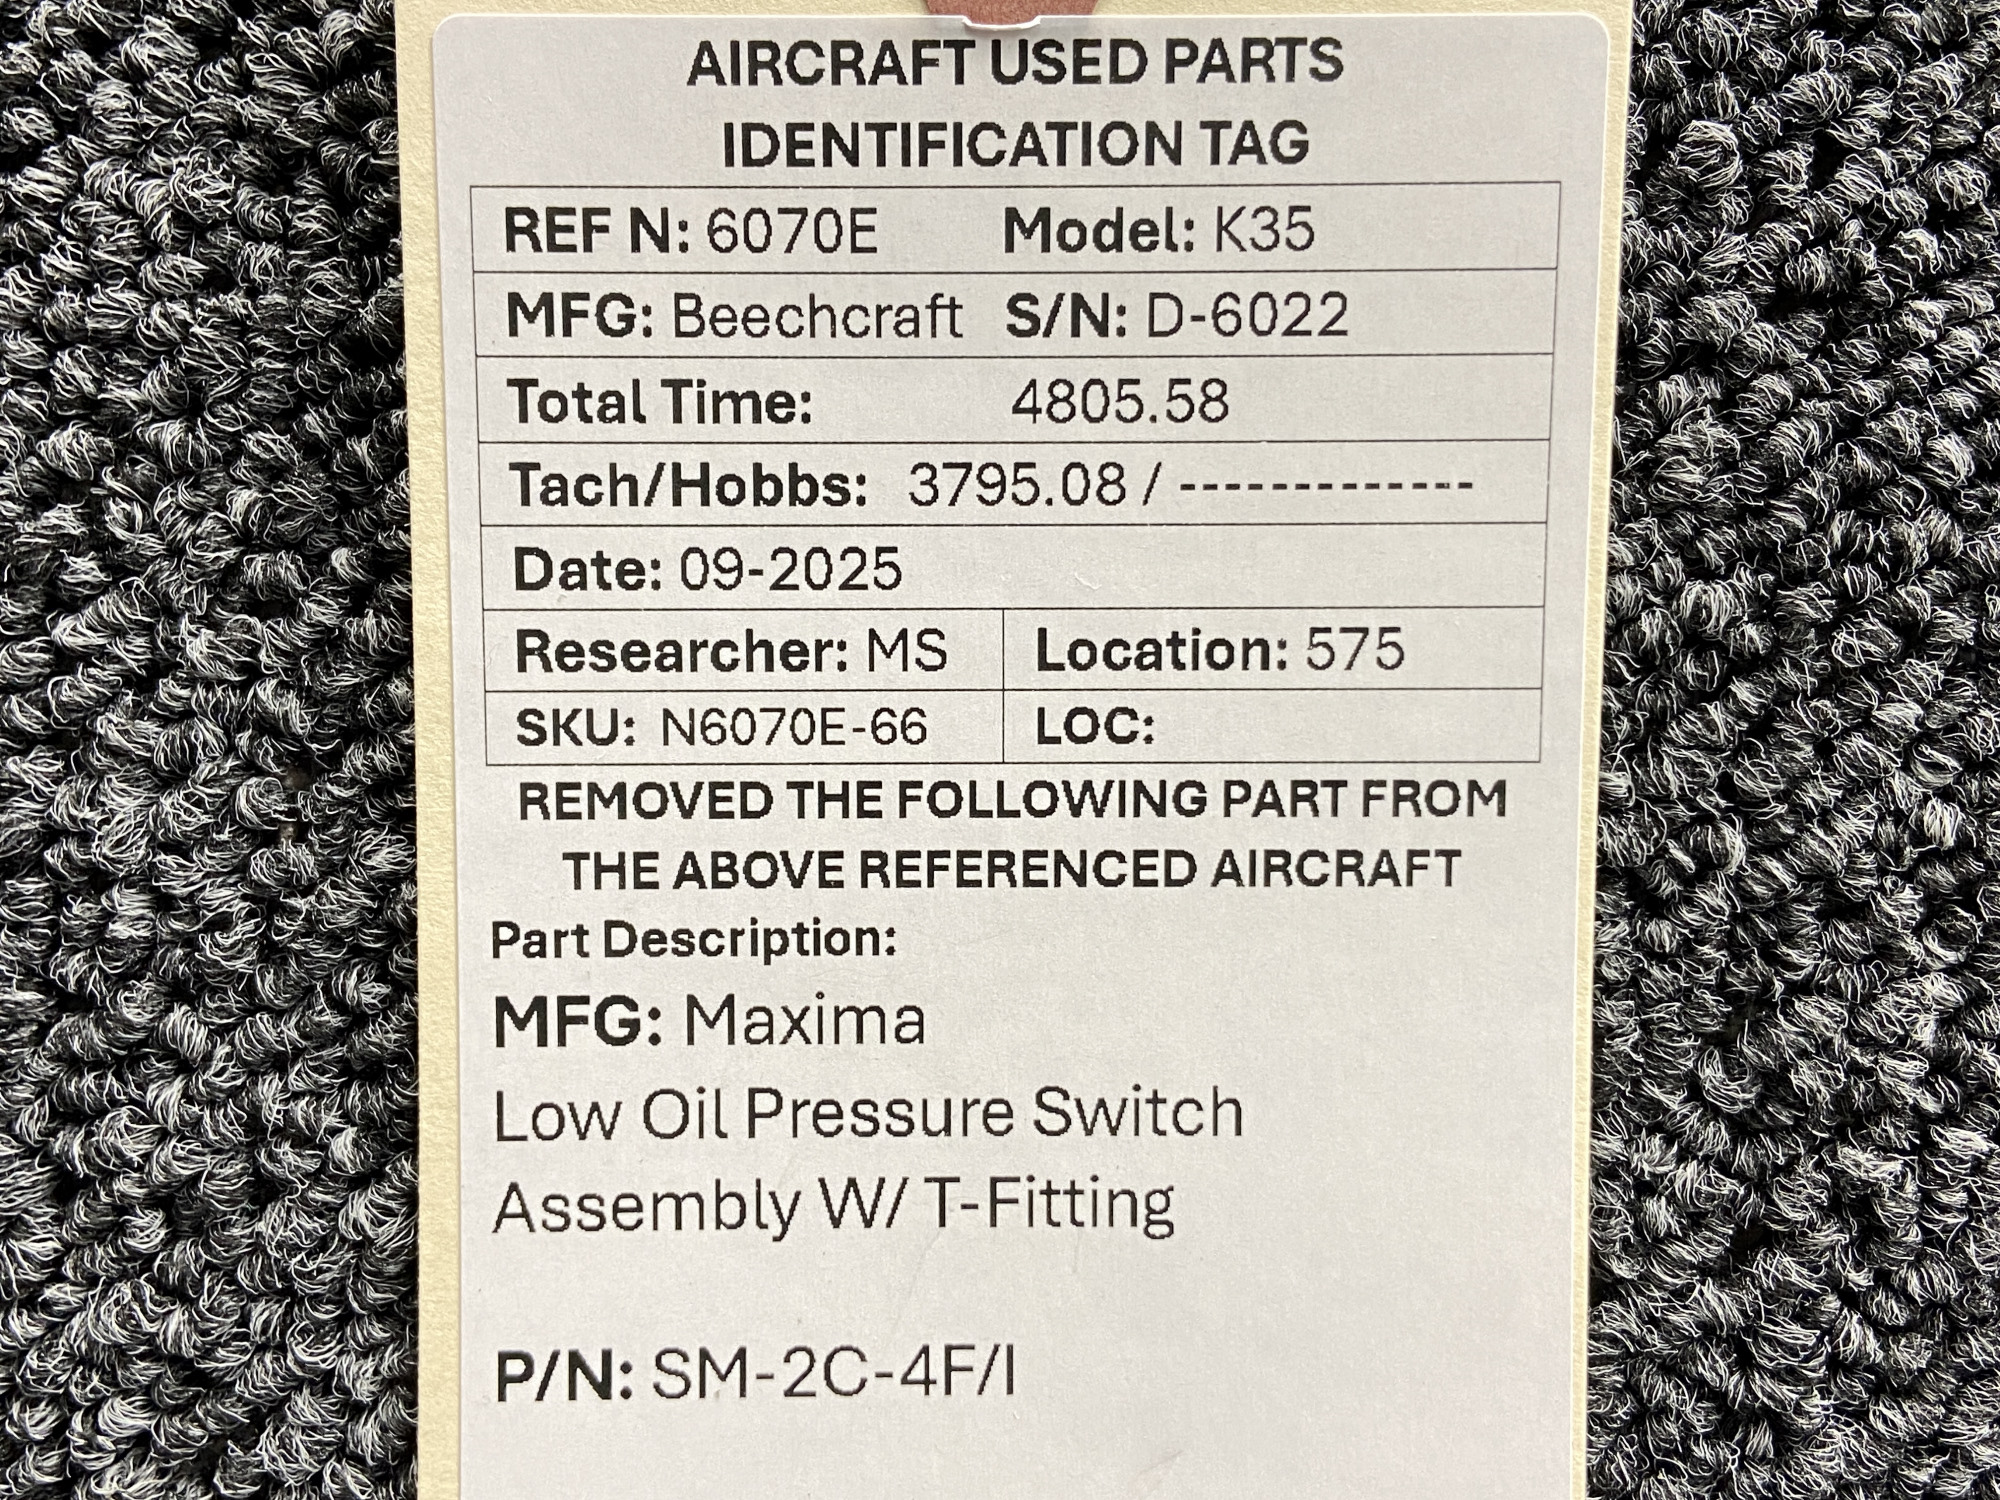 AIRCRAFT USED PARTS
IDENTIFICATION TAG
REF N: 6070E Model: K35
MFG: Beechcraft S/N: D-6022
Total Time: 4805.58
Tach/Hobbs: 3795.08 / -------------
Date: 09-2025
Researcher: MS Location: 575
SKU: N6070E-66 LOC:
REMOVED THE FOLLOWING PART FROM
THE ABOVE REFERENCED AIRCRAFT
Part Description:
MFG: Maxima
Low Oil Pressure Switch
Assembly W/ T-Fitting
P/N: SM-2C-4F/I